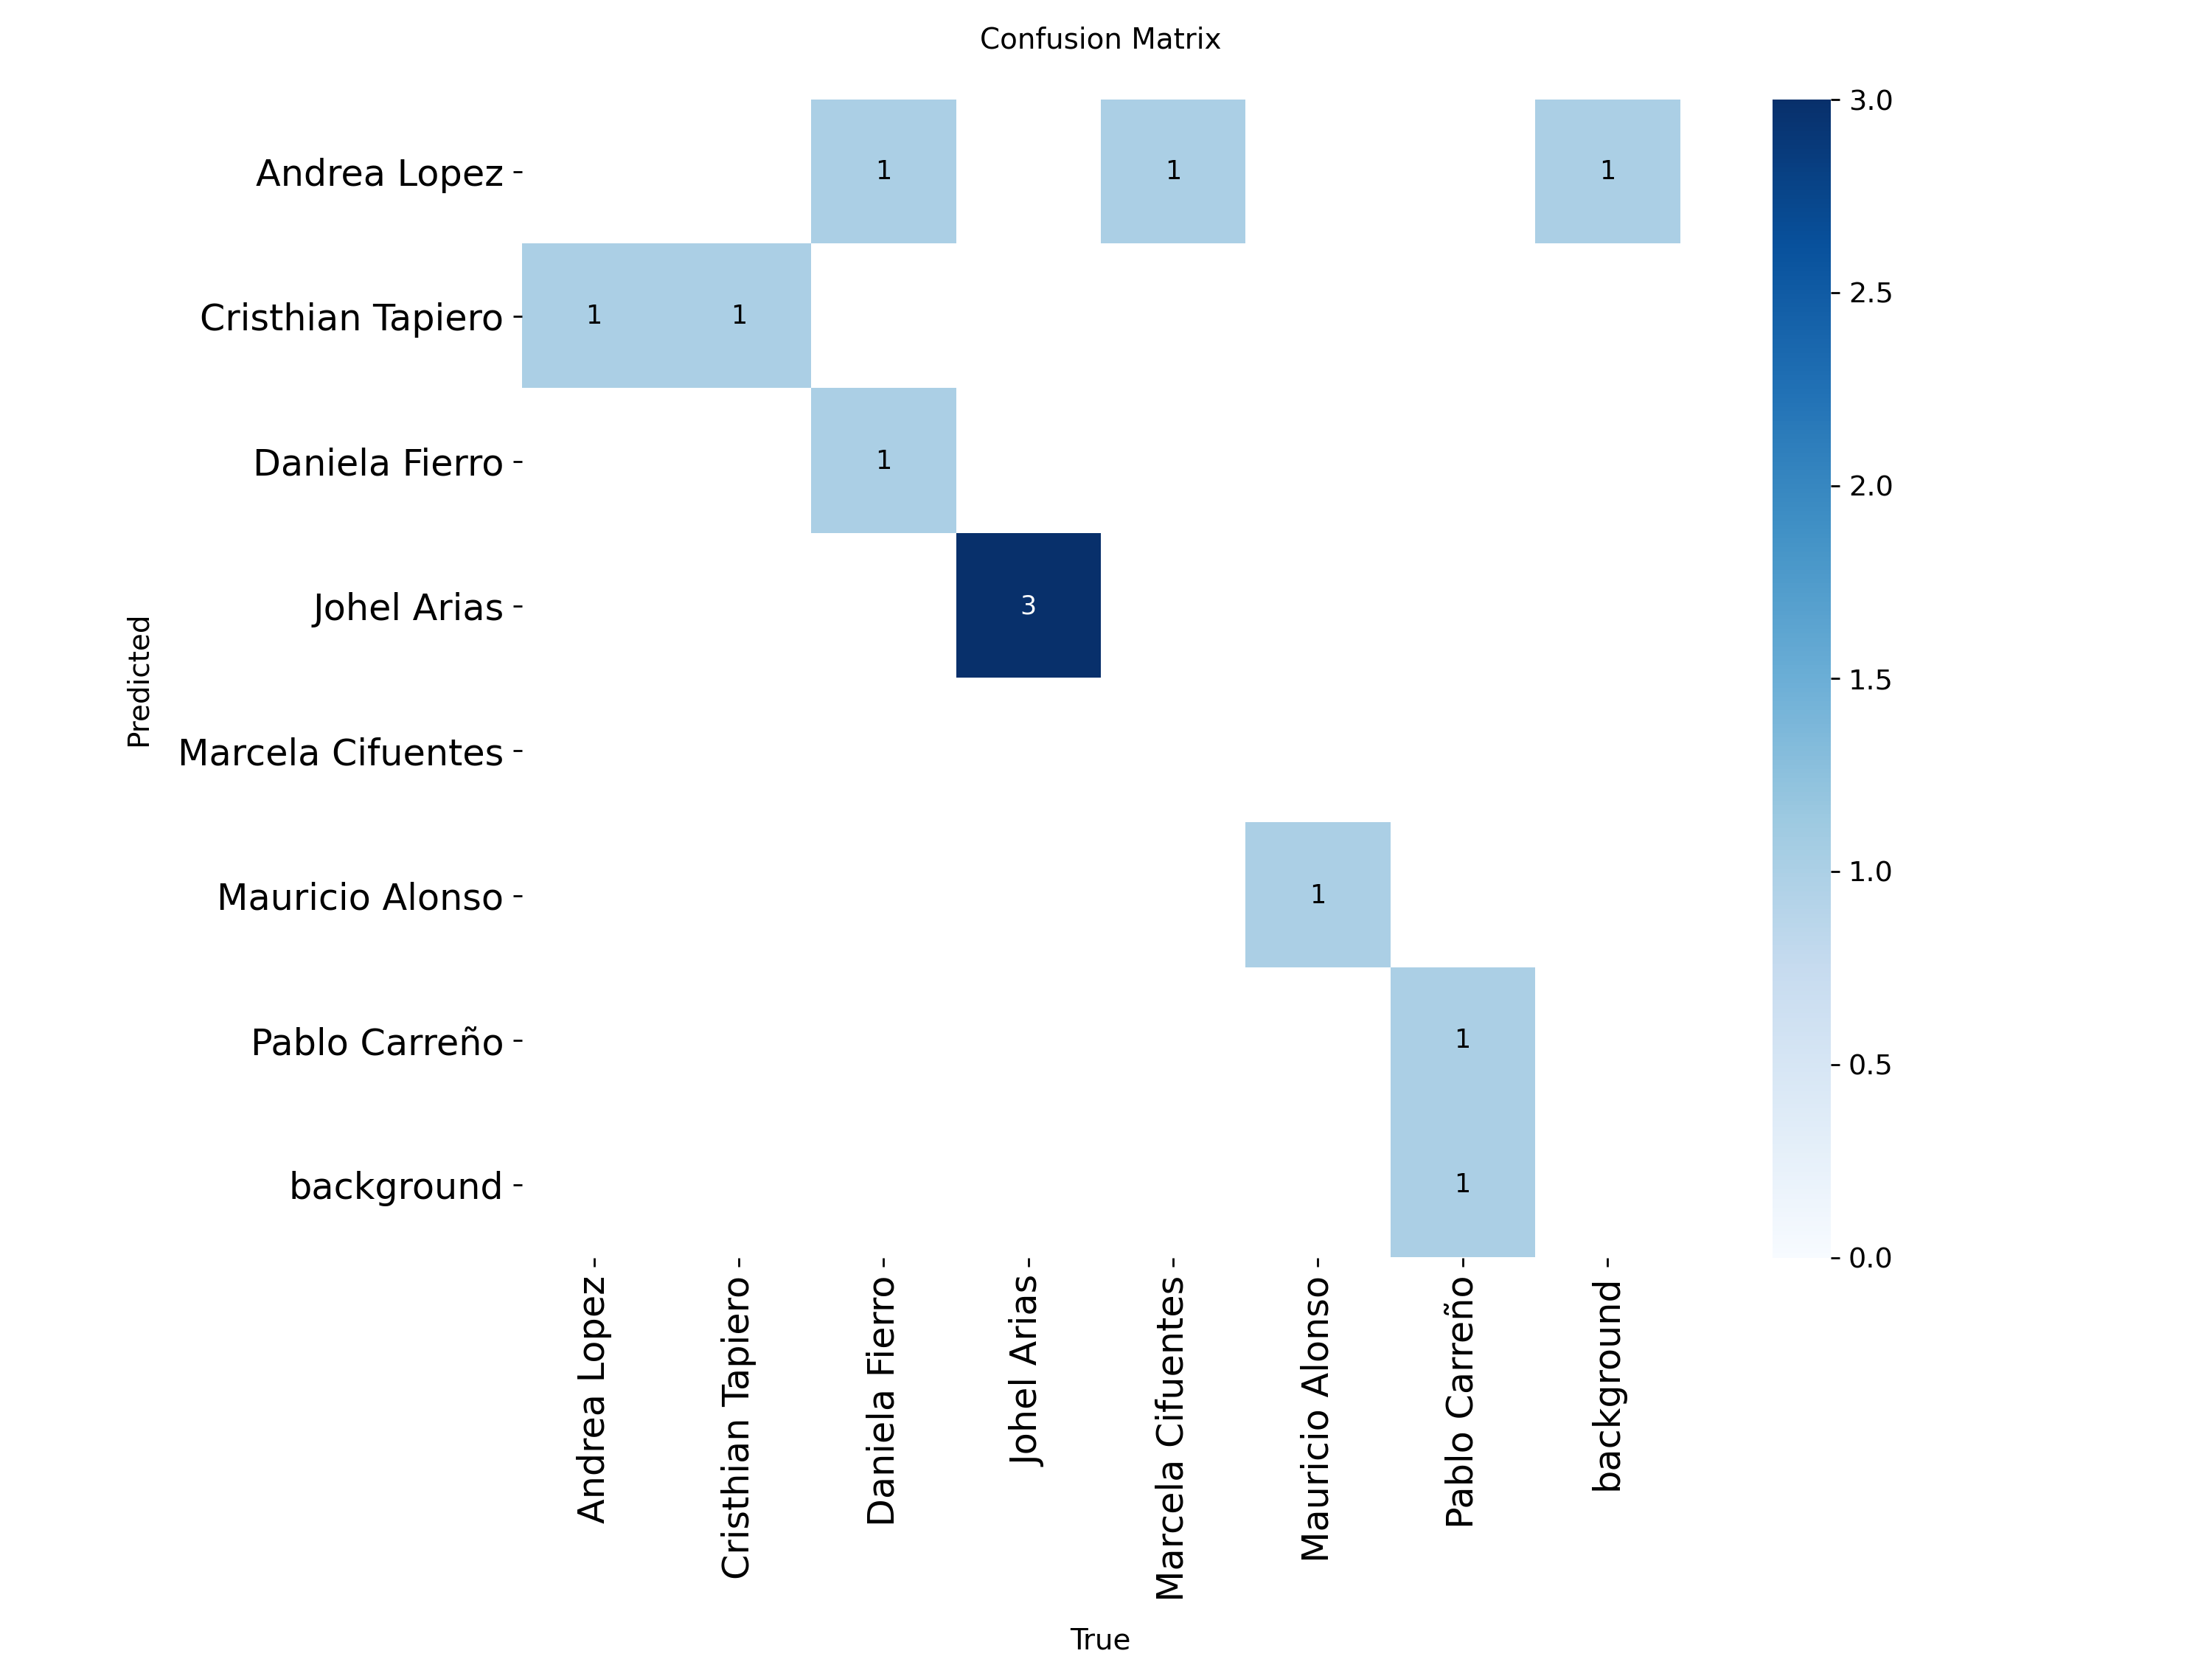 Confusion Matrix
Predicted
Andrea Lopez
1
1
1
Cristhian Tapiero
1
1
Daniela Fierro
1
Johel Arias
3
Marcela Cifuentes
Mauricio Alonso
1
Pablo Carreño
1
background
1
Andrea Lopez
Cristhian Tapiero
Daniela Fierro
Johel Arias
Marcela Cifuentes
Mauricio Alonso
Pablo Carreño
background
True
3.0
2.5
2.0
1.5
1.0
0.5
0.0